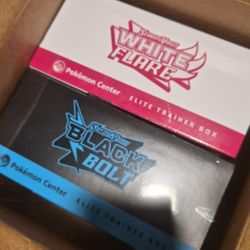 SCARLET & VIOLET
WHITE
FLARE
Pokémon Center
ELITE TRAINER BOX
SCARLET & VIOLET
BLACK
BOLT
Pokémon Center
ELITE TRAINER BOX